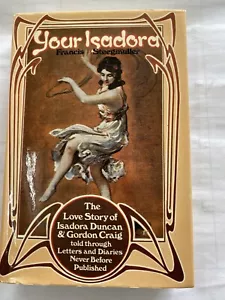 Your Isadora
Francis Steegmuller
The
Love Story of
Isadora Duncan
& Gordon Craig
told through
Letters and Diaries
Never Before
Published